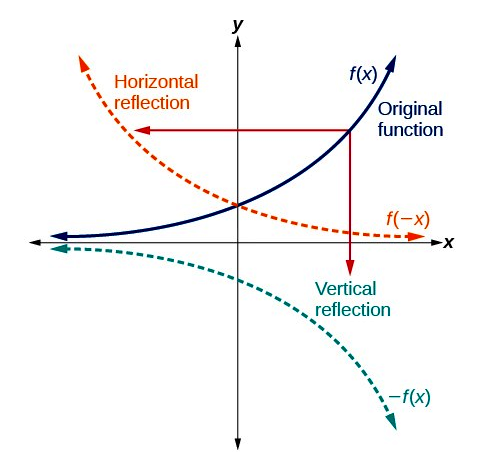 y
f(x)
Horizontal
reflection
Original
function
f(−x)
x
Vertical
reflection
−f(x)